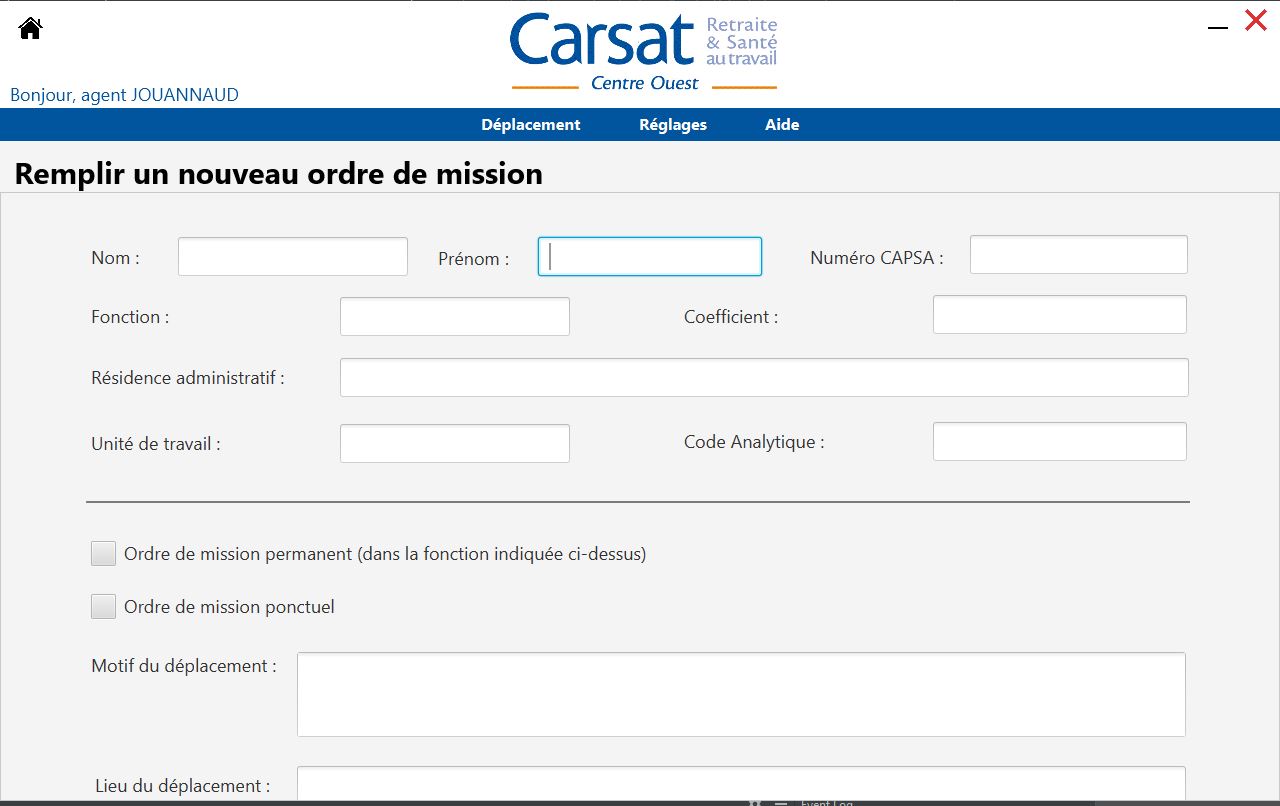 Carsat Retraite
& Santé
au travail
Centre Ouest
Bonjour, agent JOUANNAUD
Déplacement Réglages Aide
Remplir un nouveau ordre de mission
Nom : Prénom : Numéro CAPSA :
Fonction : Coefficient :
Résidence administratif :
Unité de travail : Code Analytique :
Ordre de mission permanent (dans la fonction indiquée ci-dessus)
Ordre de mission ponctuel
Motif du déplacement :
Lieu du déplacement :
Event Log